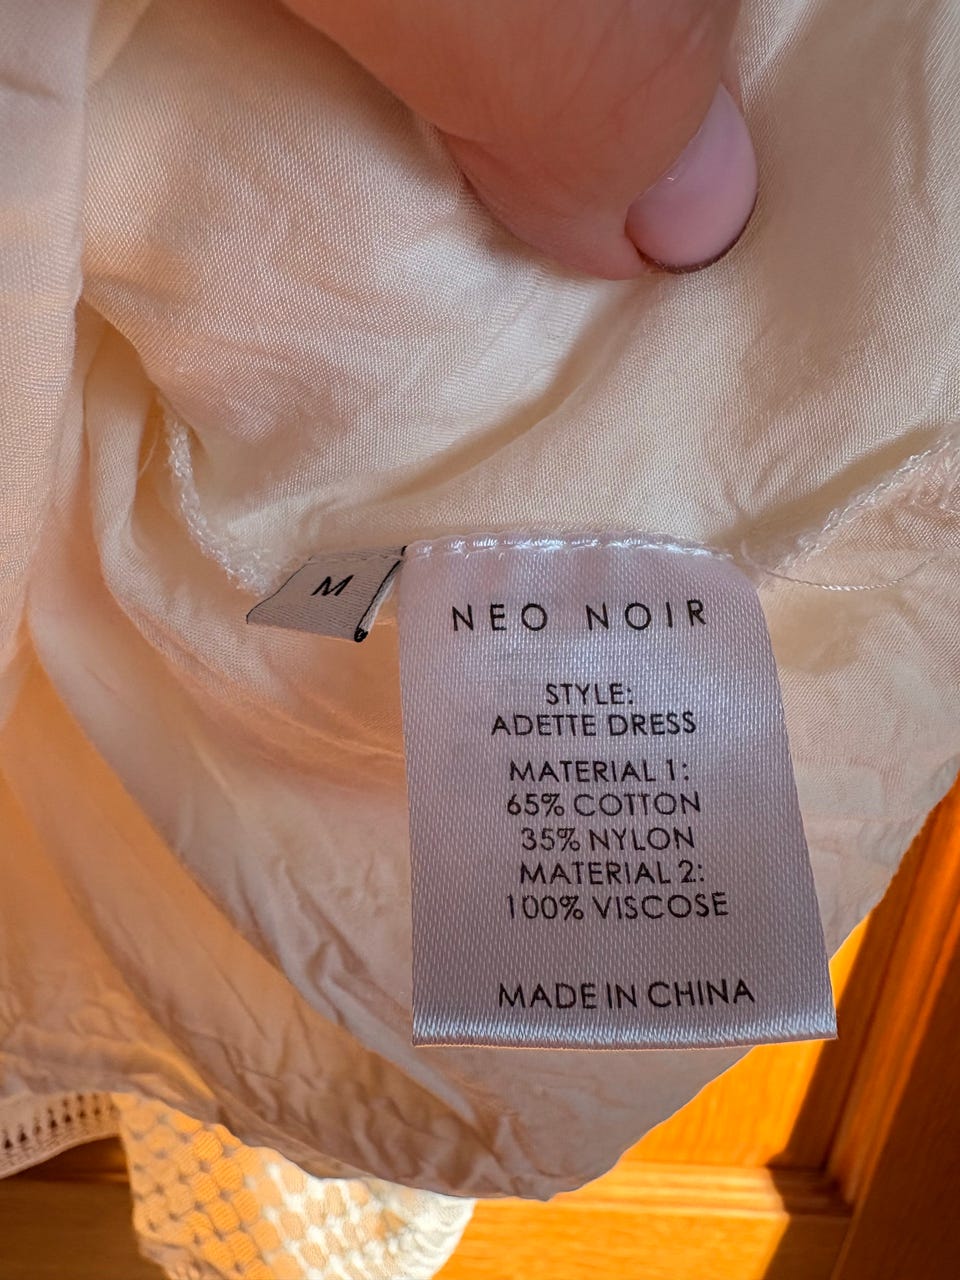 M
NEO NOIR
STYLE:
ADETTE DRESS
MATERIAL 1:
65% COTTON
35% NYLON
MATERIAL 2:
100% VISCOSE
MADE IN CHINA